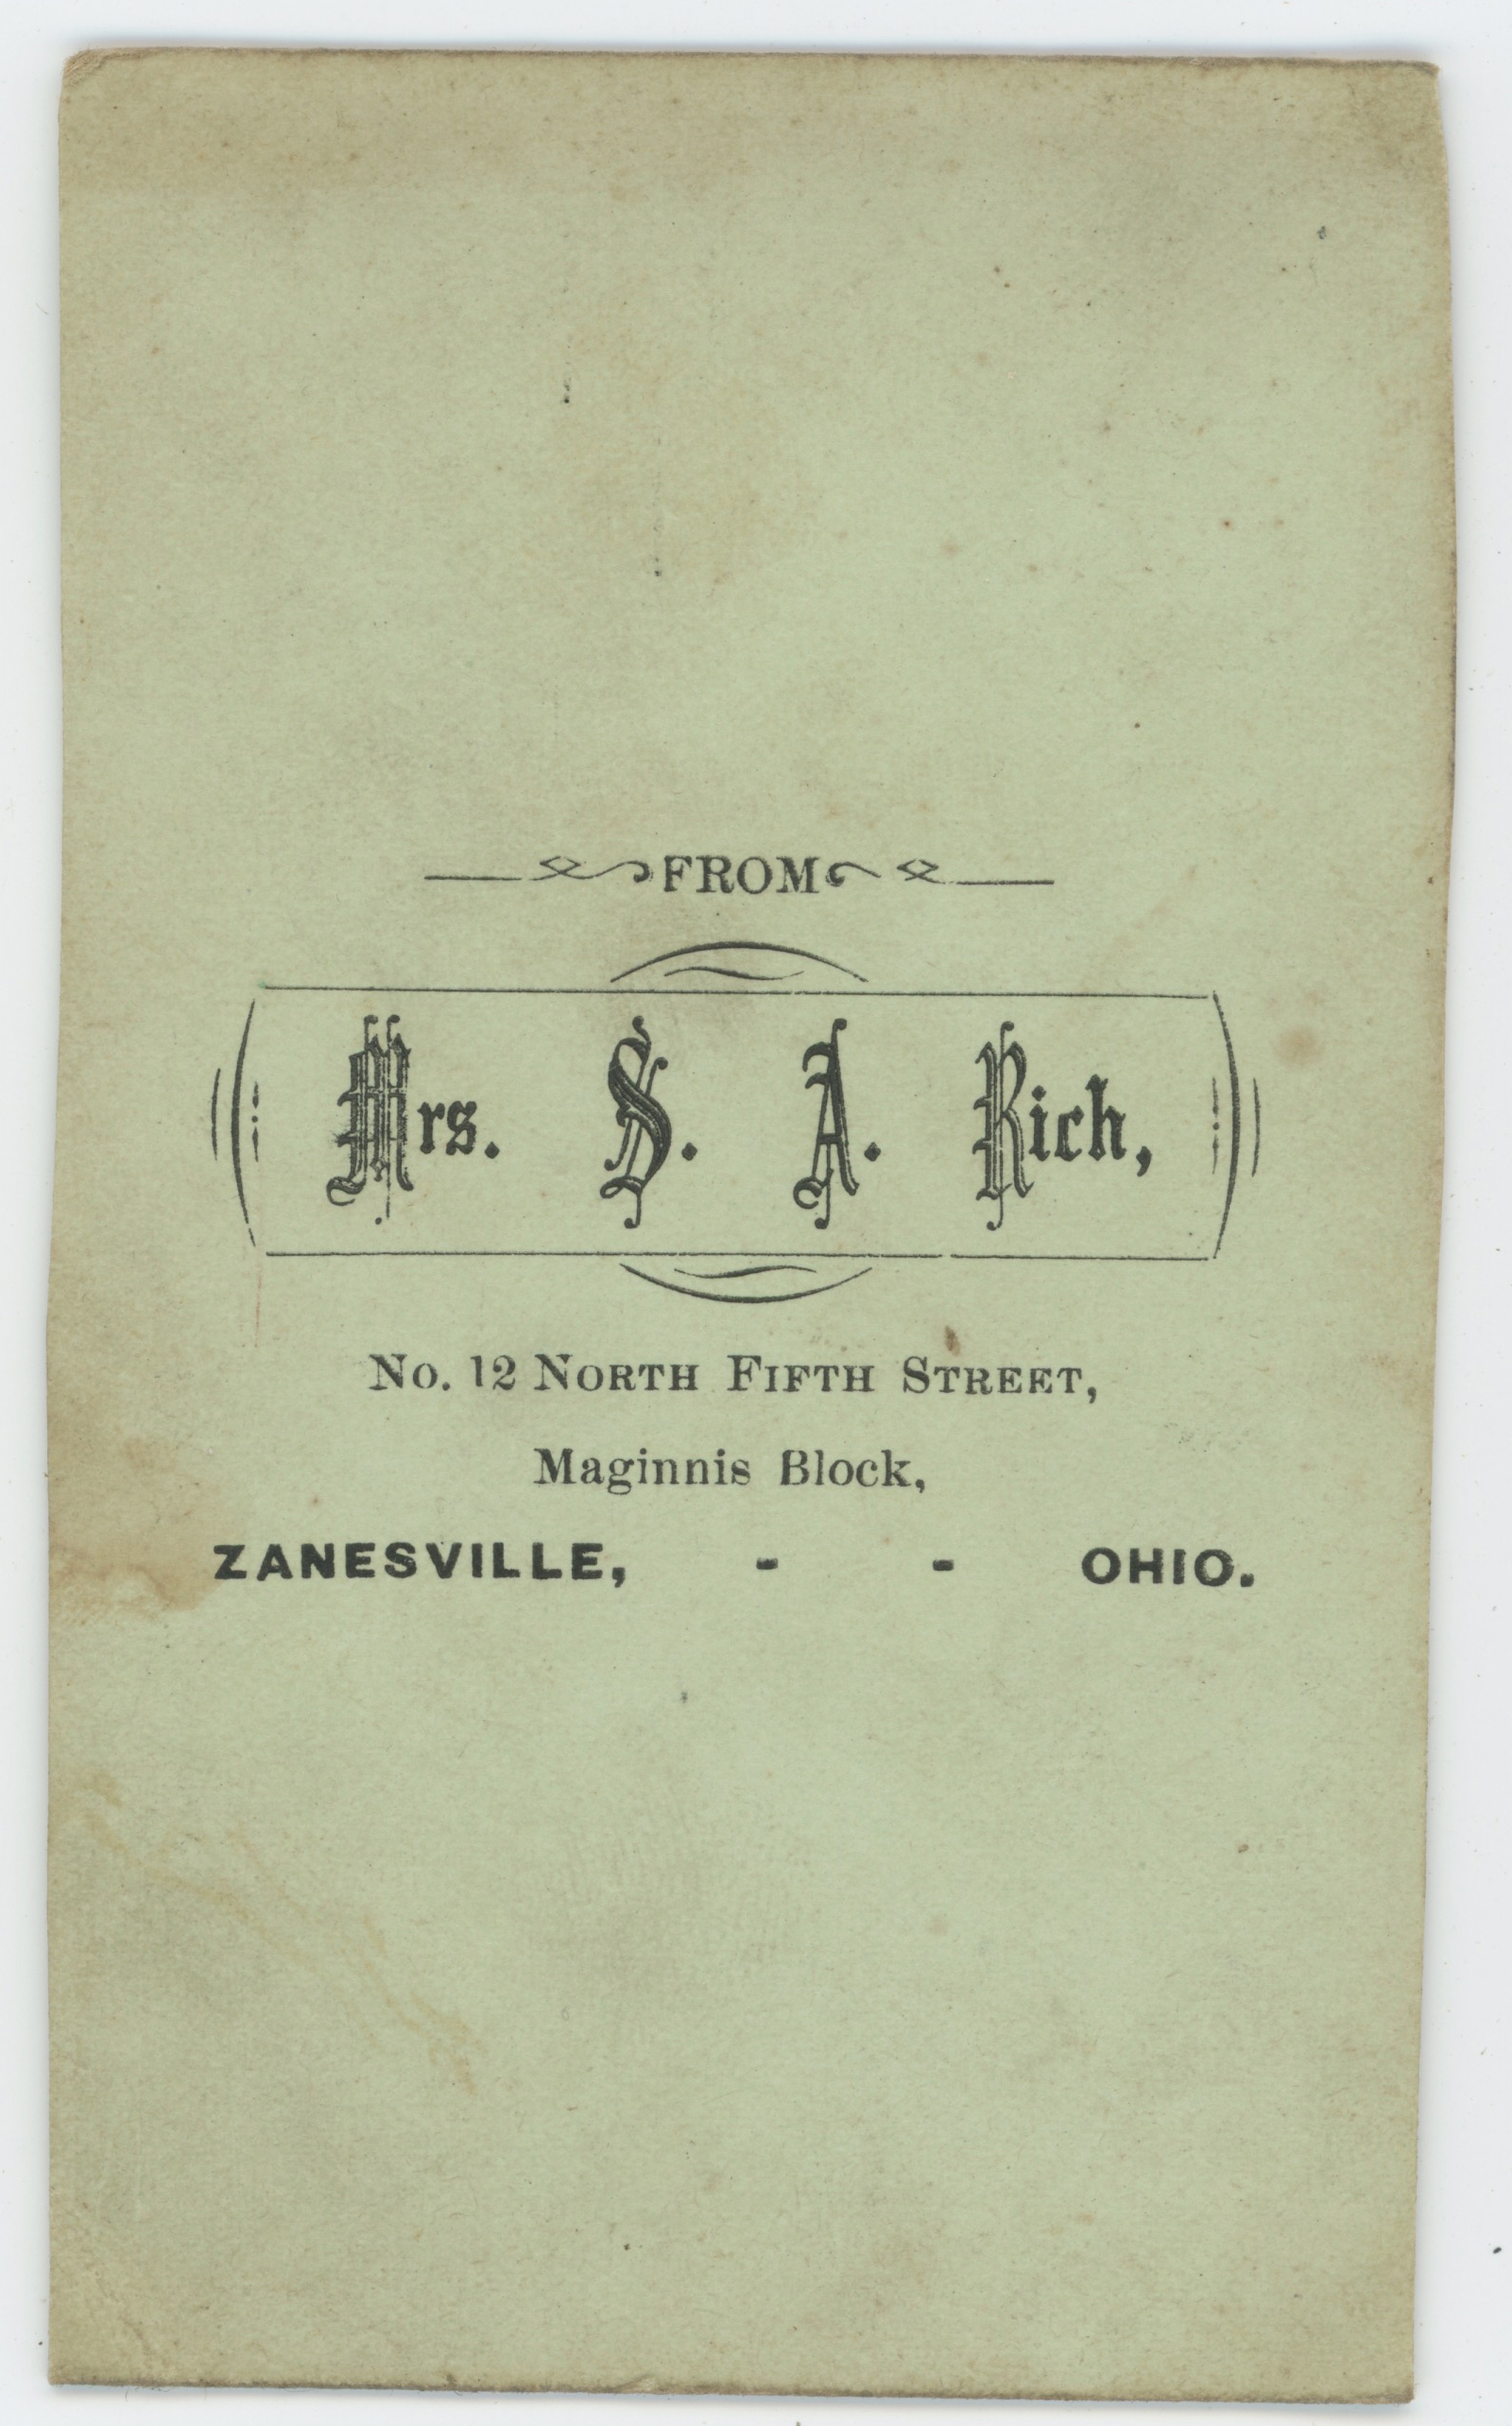 FROM
Mrs. S. A. Rich,
No. 12 North Fifth Street,
Maginnis Block,
ZANESVILLE, - - OHIO.